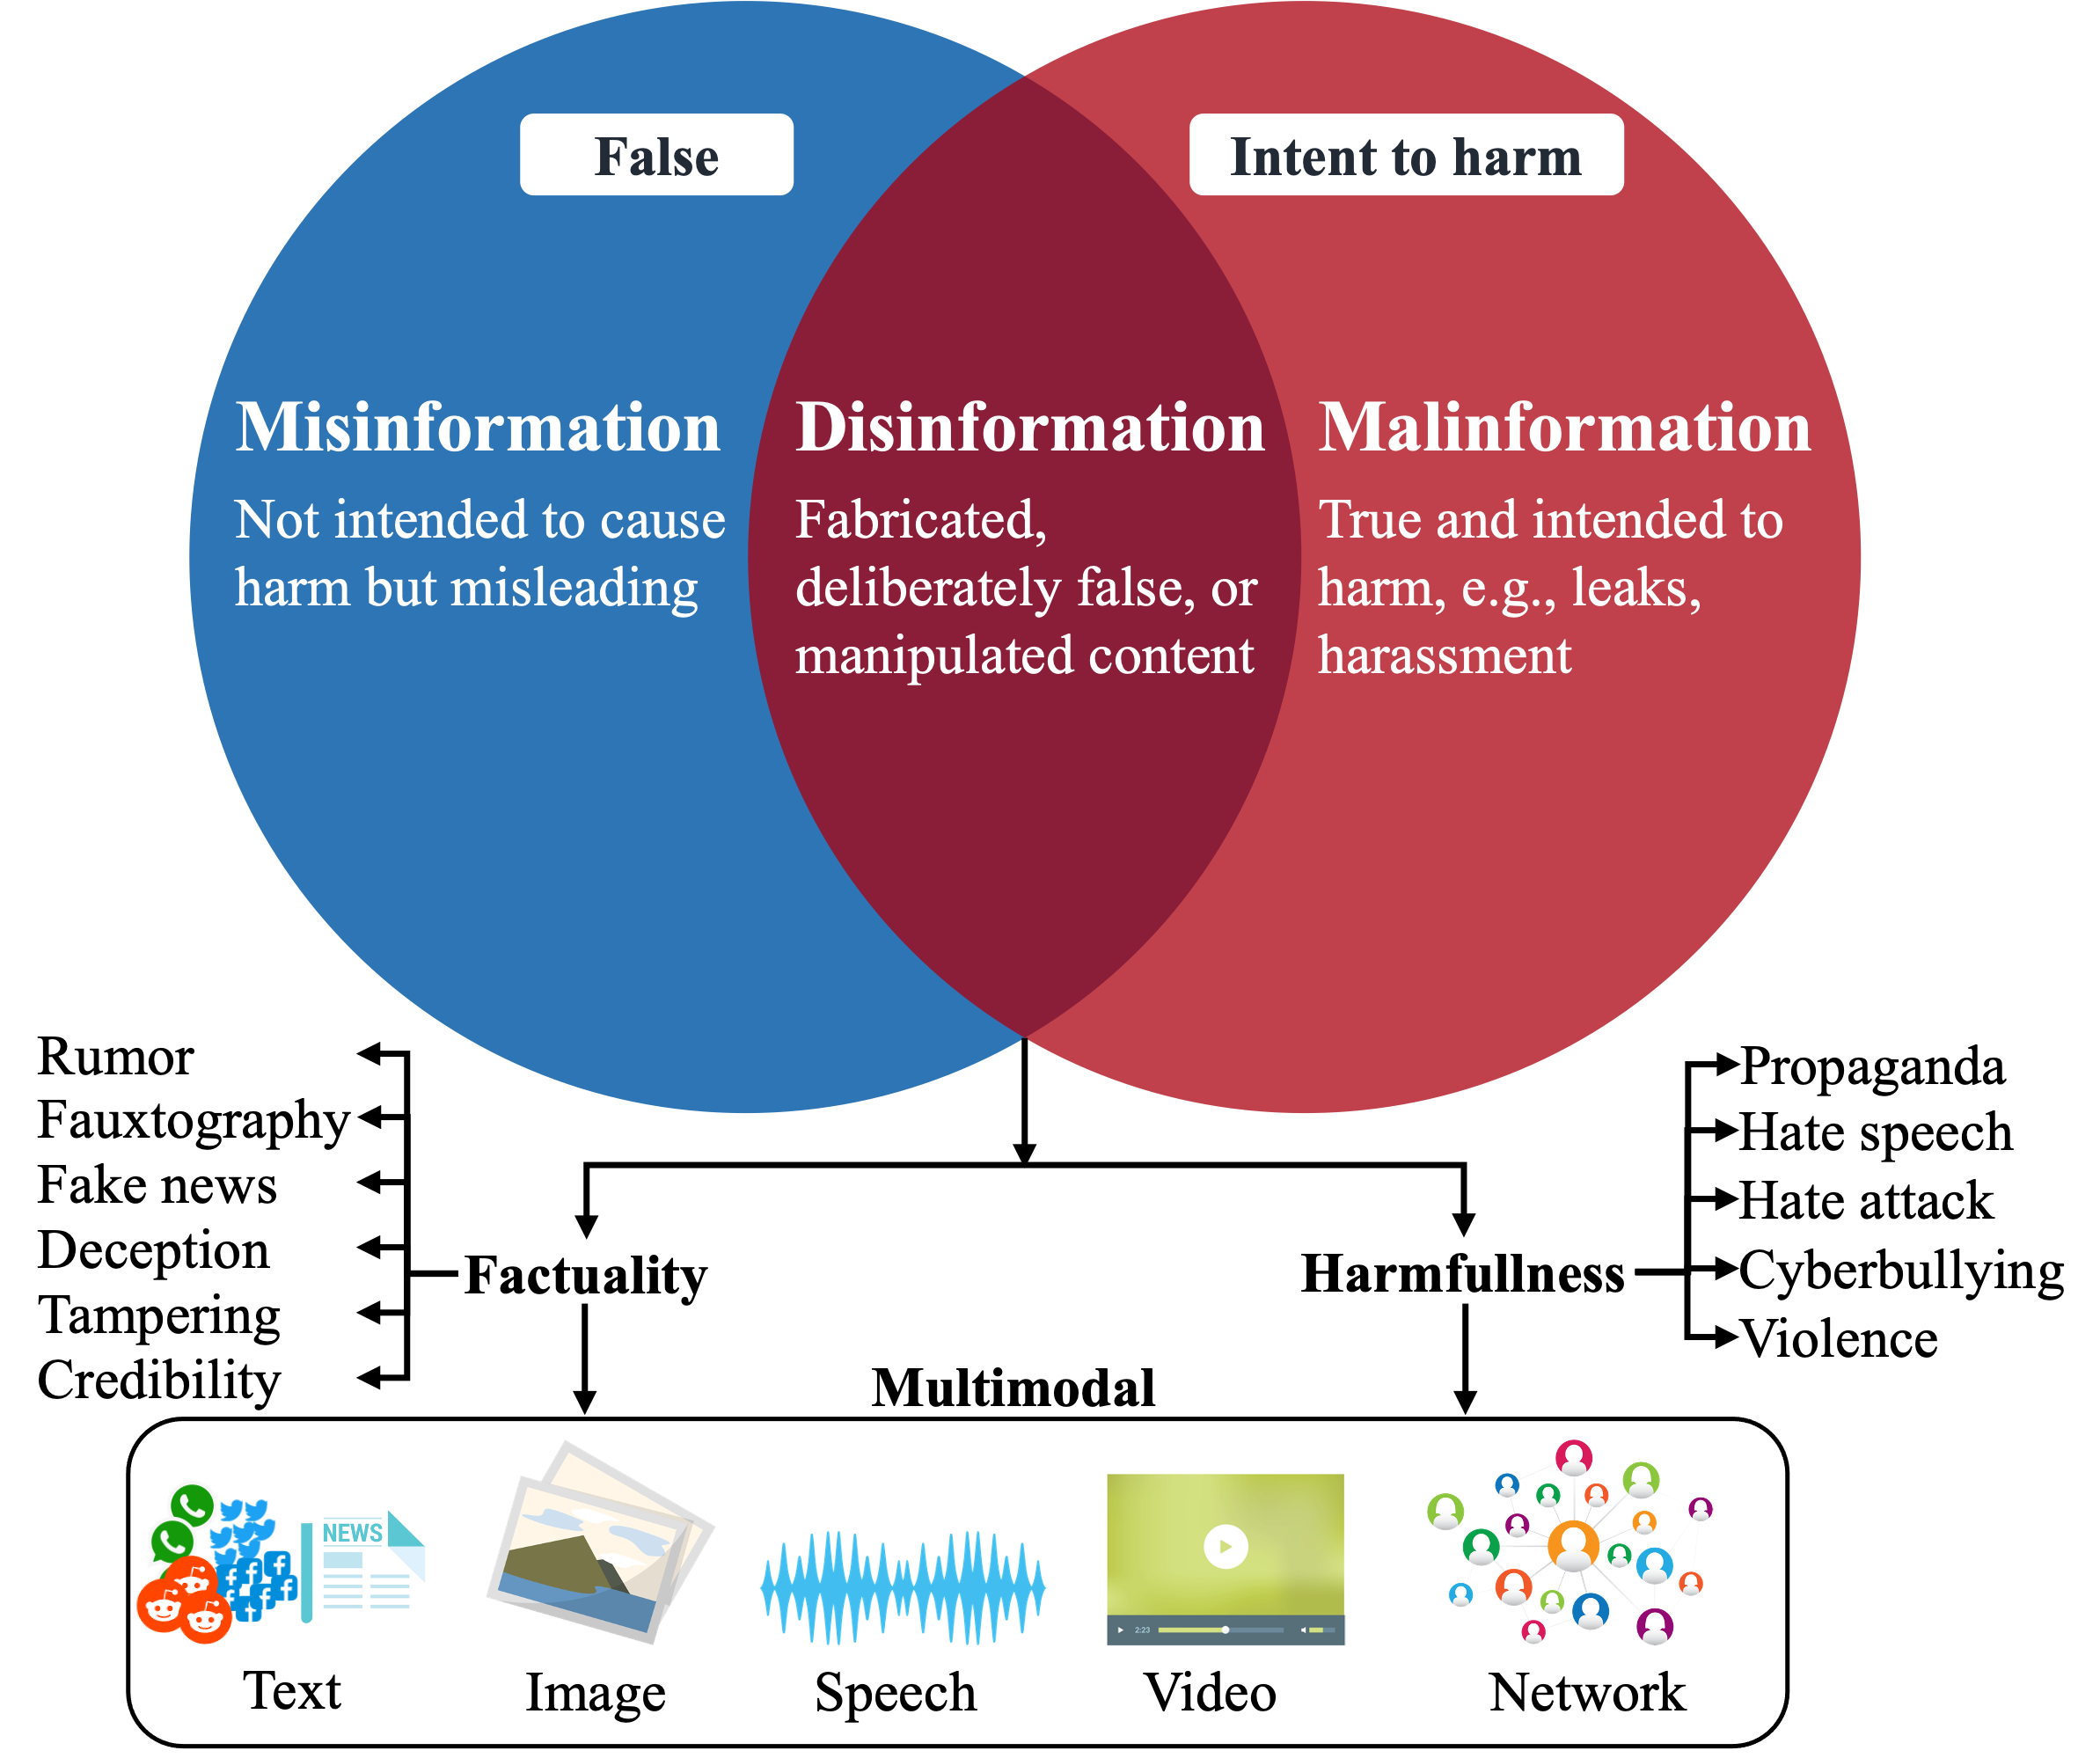 False
Intent to harm
Misinformation
Not intended to cause
harm but misleading
Disinformation
Fabricated,
deliberately false, or
manipulated content
Malinformation
True and intended to
harm, e.g., leaks,
harassment
Rumor
Fauxtography
Fake news
Deception
Tampering
Credibility
Factuality
Harmfullness
Propaganda
Hate speech
Hate attack
Cyberbullying
Violence
Multimodal
NEWS
2:23
Text
Image
Speech
Video
Network